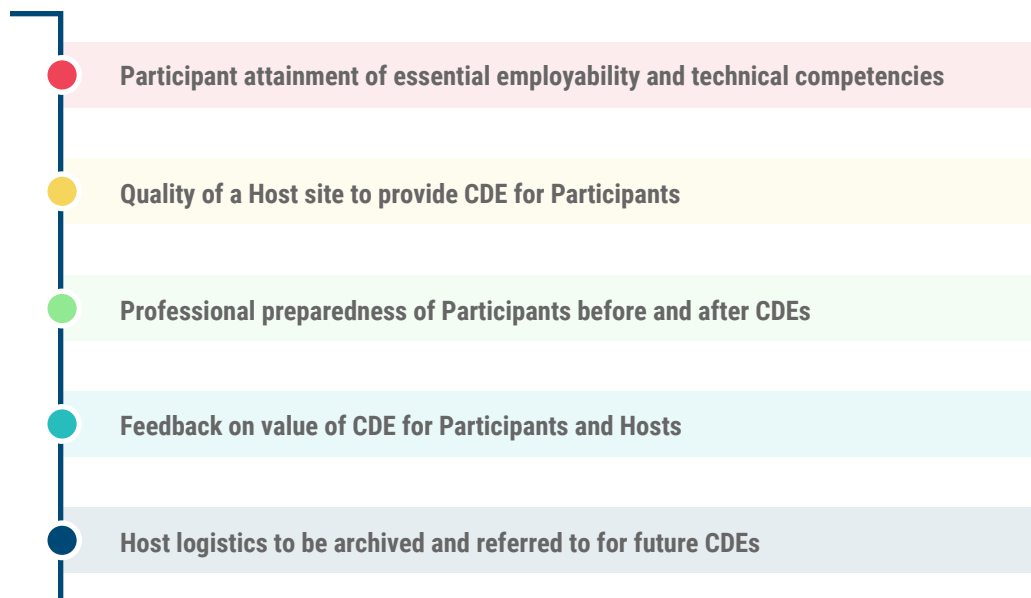 Participant attainment of essential employability and technical competencies
Quality of a Host site to provide CDE for Participants
Professional preparedness of Participants before and after CDEs
Feedback on value of CDE for Participants and Hosts
Host logistics to be archived and referred to for future CDEs